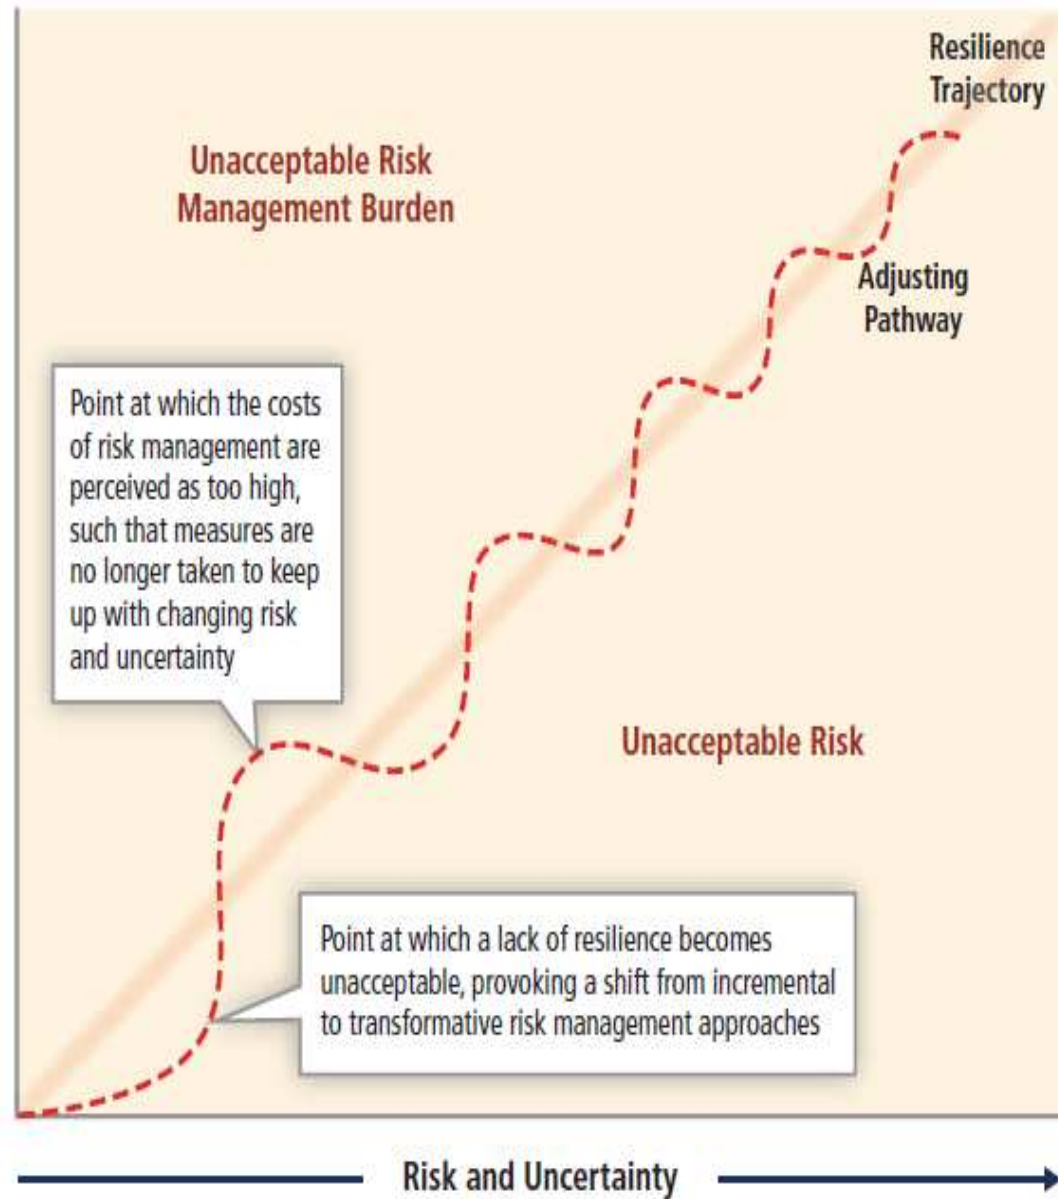 Resilience
Trajectory
Unacceptable Risk
Management Burden
Adjusting
Pathway
Point at which the costs
of risk management are
perceived as too high,
such that measures are
no longer taken to keep
up with changing risk
and uncertainty
Unacceptable Risk
Point at which a lack of resilience becomes
unacceptable, provoking a shift from incremental
to transformative risk management approaches
Risk and Uncertainty